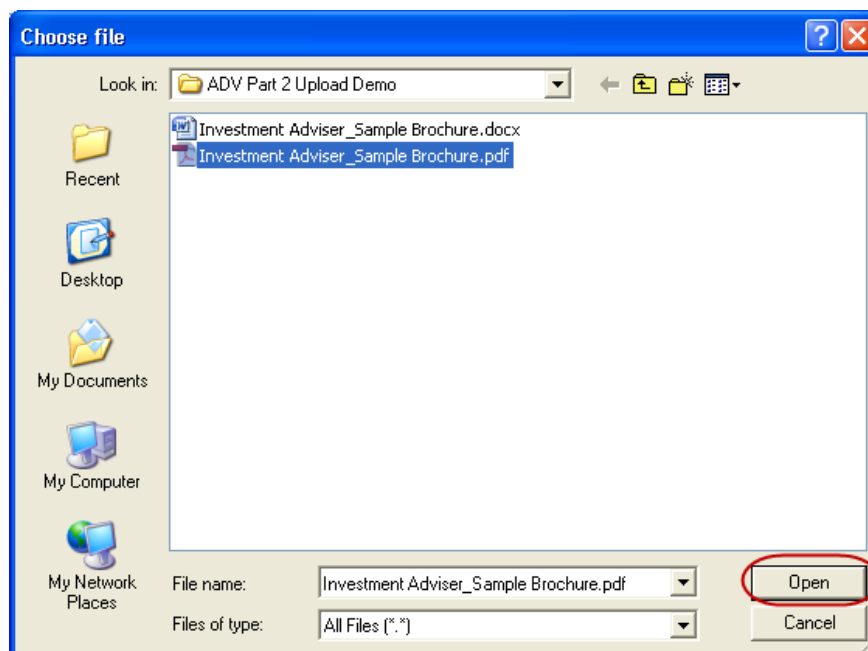 Choose file
Look in: ADV Part 2 Upload Demo
Investment Adviser_Sample Brochure.docx
Investment Adviser_Sample Brochure.pdf
Recent
Desktop
My Documents
My Computer
My Network
Places
File name: Investment Adviser_Sample Brochure.pdf Open
Files of type: All Files (*.*) Cancel